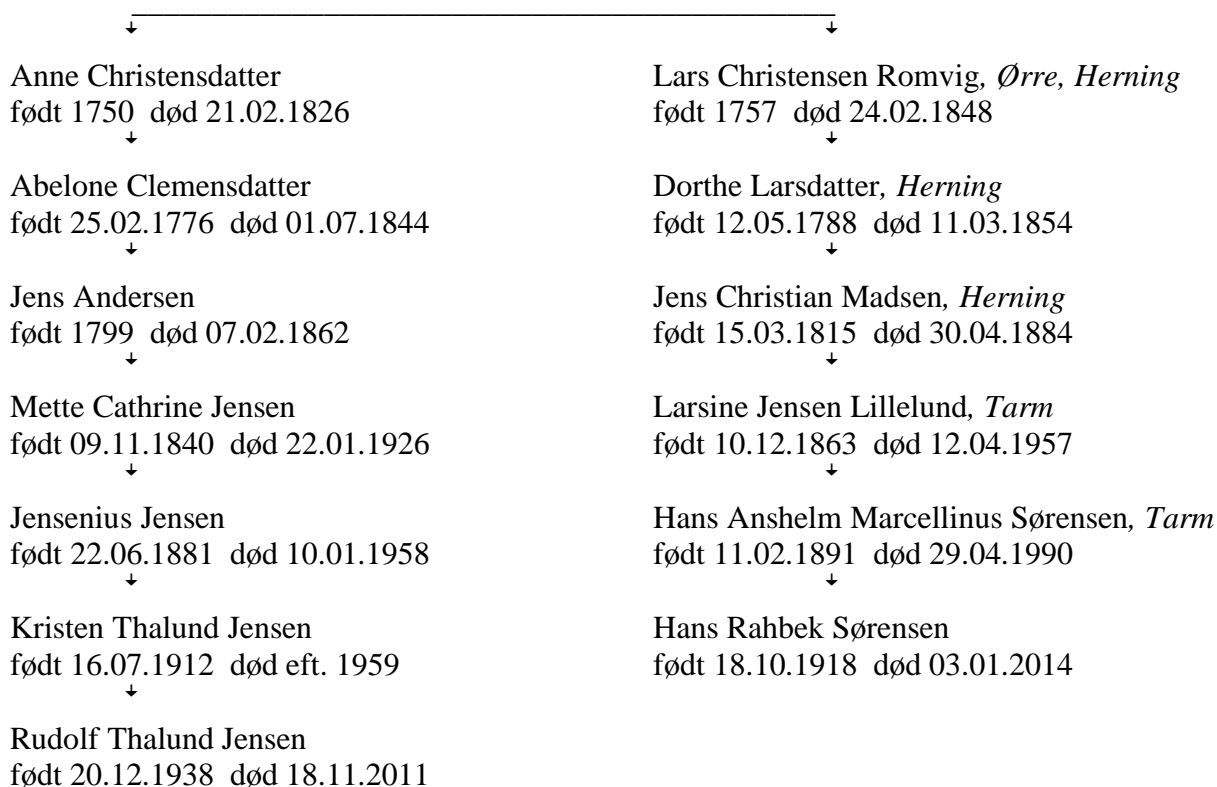 Anne Christensdatter
født 1750 død 21.02.1826
Abelone Clemensdatter
født 25.02.1776 død 01.07.1844
Jens Andersen
født 1799 død 07.02.1862
Mette Cathrine Jensen
født 09.11.1840 død 22.01.1926
Jensenius Jensen
født 22.06.1881 død 10.01.1958
Kristen Thalund Jensen
født 16.07.1912 død eft. 1959
Rudolf Thalund Jensen
født 20.12.1938 død 18.11.2011
Lars Christensen Romvig, Ørre, Herning
født 1757 død 24.02.1848
Dorthe Larsdatter, Herning
født 12.05.1788 død 11.03.1854
Jens Christian Madsen, Herning
født 15.03.1815 død 30.04.1884
Larsine Jensen Lillelund, Tarm
født 10.12.1863 død 12.04.1957
Hans Anshelm Marcellinus Sørensen, Tarm
født 11.02.1891 død 29.04.1990
Hans Rahbek Sørensen
født 18.10.1918 død 03.01.2014